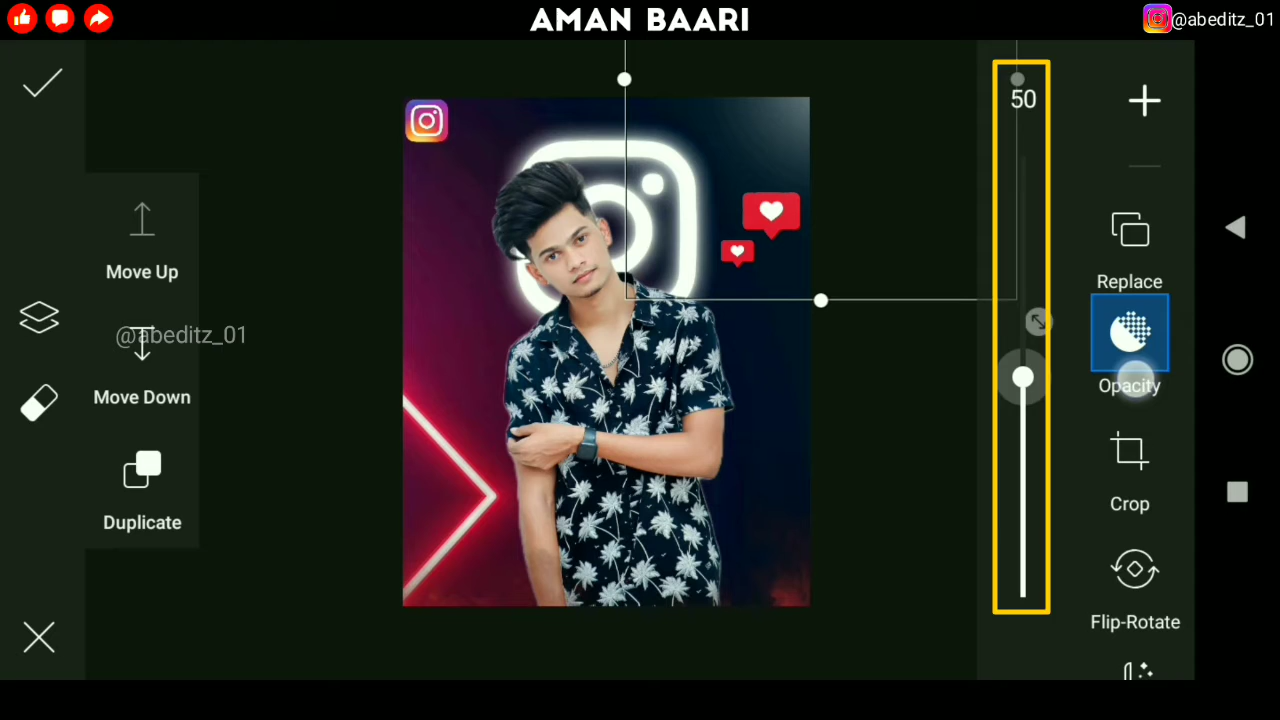 AMAN BAARI
@abeditz_01
50
Move Up
Replace
@abeditz_01
Move Down
Opacity
Crop
Duplicate
Flip-Rotate